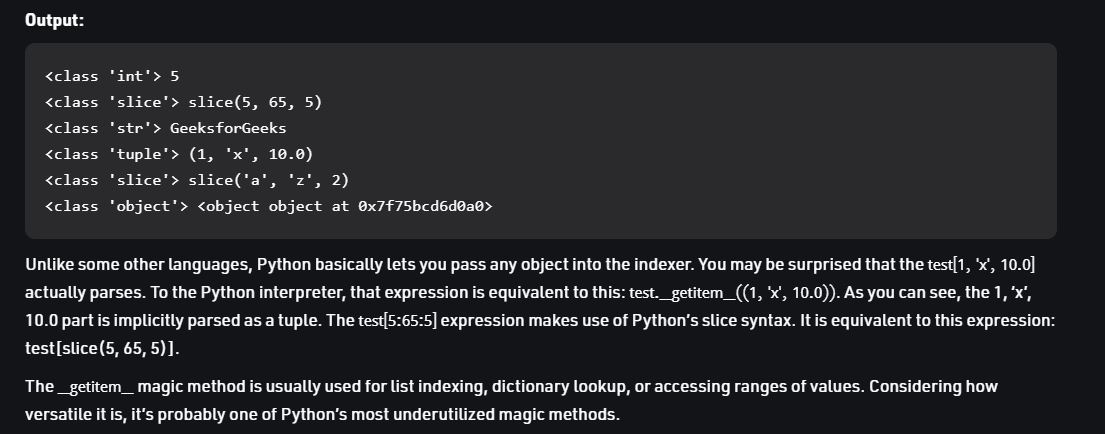 Output:
<class 'int'> 5
<class 'slice'> slice(5, 65, 5)
<class 'str'> GeeksforGeeks
<class 'tuple'> (1, 'x', 10.0)
<class 'slice'> slice('a', 'z', 2)
<class 'object'> <object object at 0x7f75bcd6d0a0>
Unlike some other languages, Python basically lets you pass any object into the indexer. You may be surprised that the test[1, 'x', 10.0]
actually parses. To the Python interpreter, that expression is equivalent to this: test.__getitem__((1, 'x', 10.0)). As you can see, the 1, ‘x’,
10.0 part is implicitly parsed as a tuple. The test[5:65:5] expression makes use of Python’s slice syntax. It is equivalent to this expression:
test[slice(5, 65, 5)].
The __getitem__ magic method is usually used for list indexing, dictionary lookup, or accessing ranges of values. Considering how
versatile it is, it’s probably one of Python’s most underutilized magic methods.